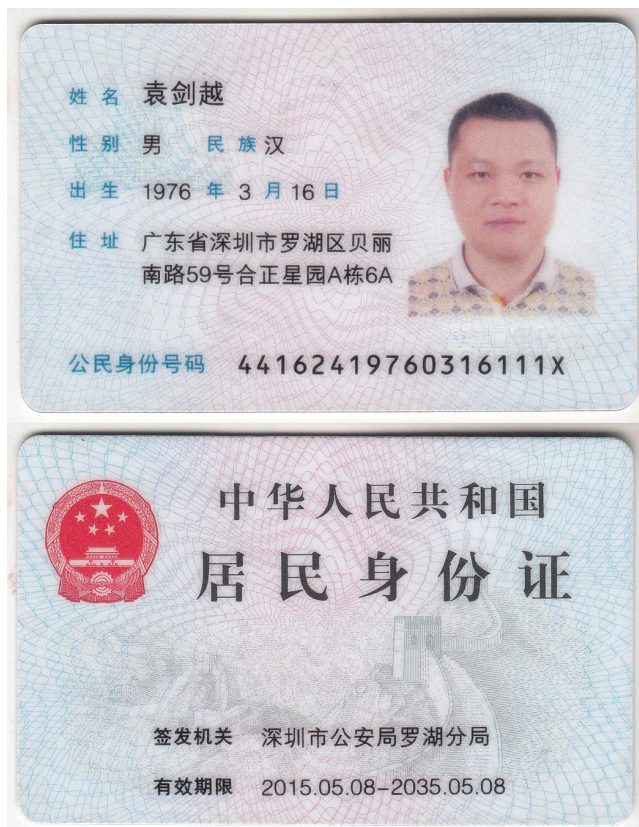 姓名 袁剑越
性别 男 民族 汉
出生 1976 年 3 月 16 日
住址 广东省深圳市罗湖区贝丽
南路59号合正星园A栋6A
公民身份号码 44162419760316111X
中华人民共和国
居民身份证
签发机关 深圳市公安局罗湖分局
有效期限 2015.05.08-2035.05.08